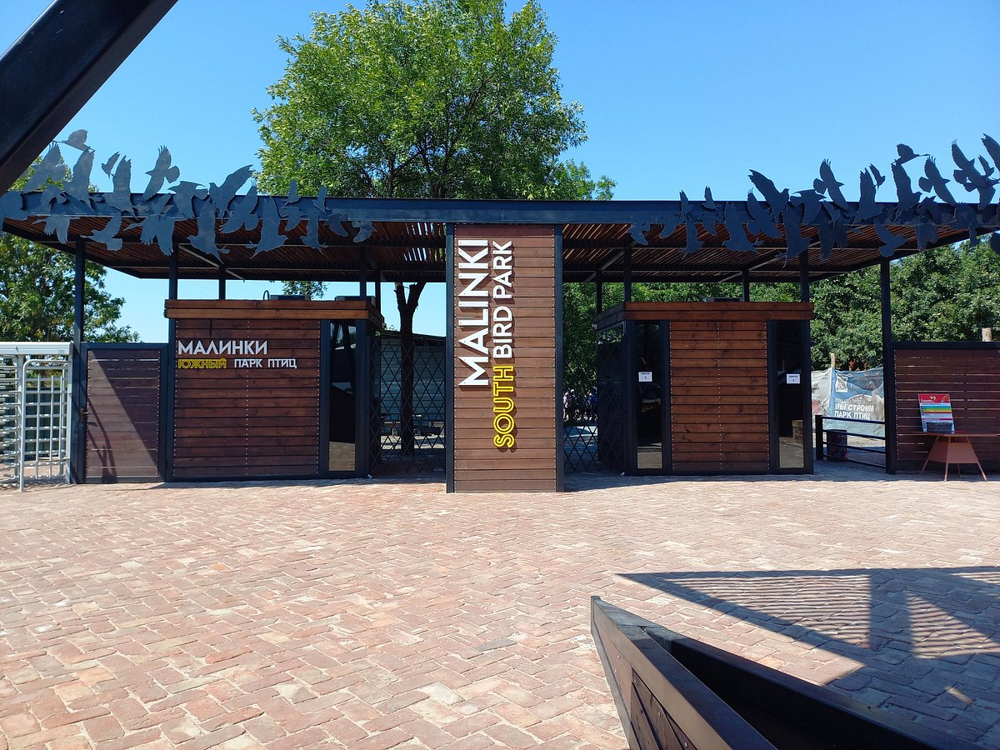 МАЛИНКИ
ЮЖНЫЙ ПАРК ПТИЦ
MALINKI
SOUTH BIRD PARK
МЫ СТРОИМ
ПАРК ПТИЦ